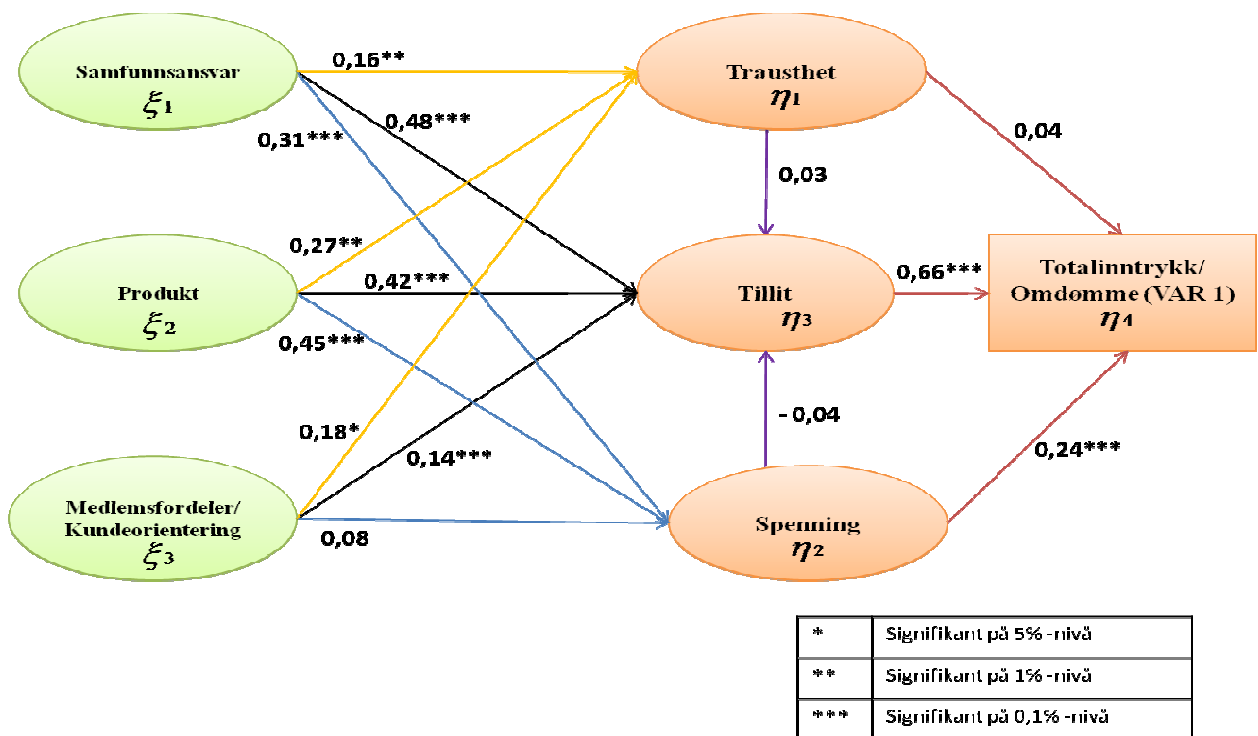 Samfunnsansvar
ξ1
Produkt
ξ2
Medlemsfordeler/
Kundeorientering
ξ3
0,16**
0,48***
0,31***
0,27**
0,42***
0,45***
0,18*
0,14***
0,08
Trausthet
η1
0,03
Tillit
η3
- 0,04
Spenning
η2
0,04
0,66***
0,24***
Totalinntrykk/
Omdømme (VAR 1)
η4
* Signifikant på 5% -nivå
** Signifikant på 1% -nivå
*** Signifikant på 0,1% -nivå